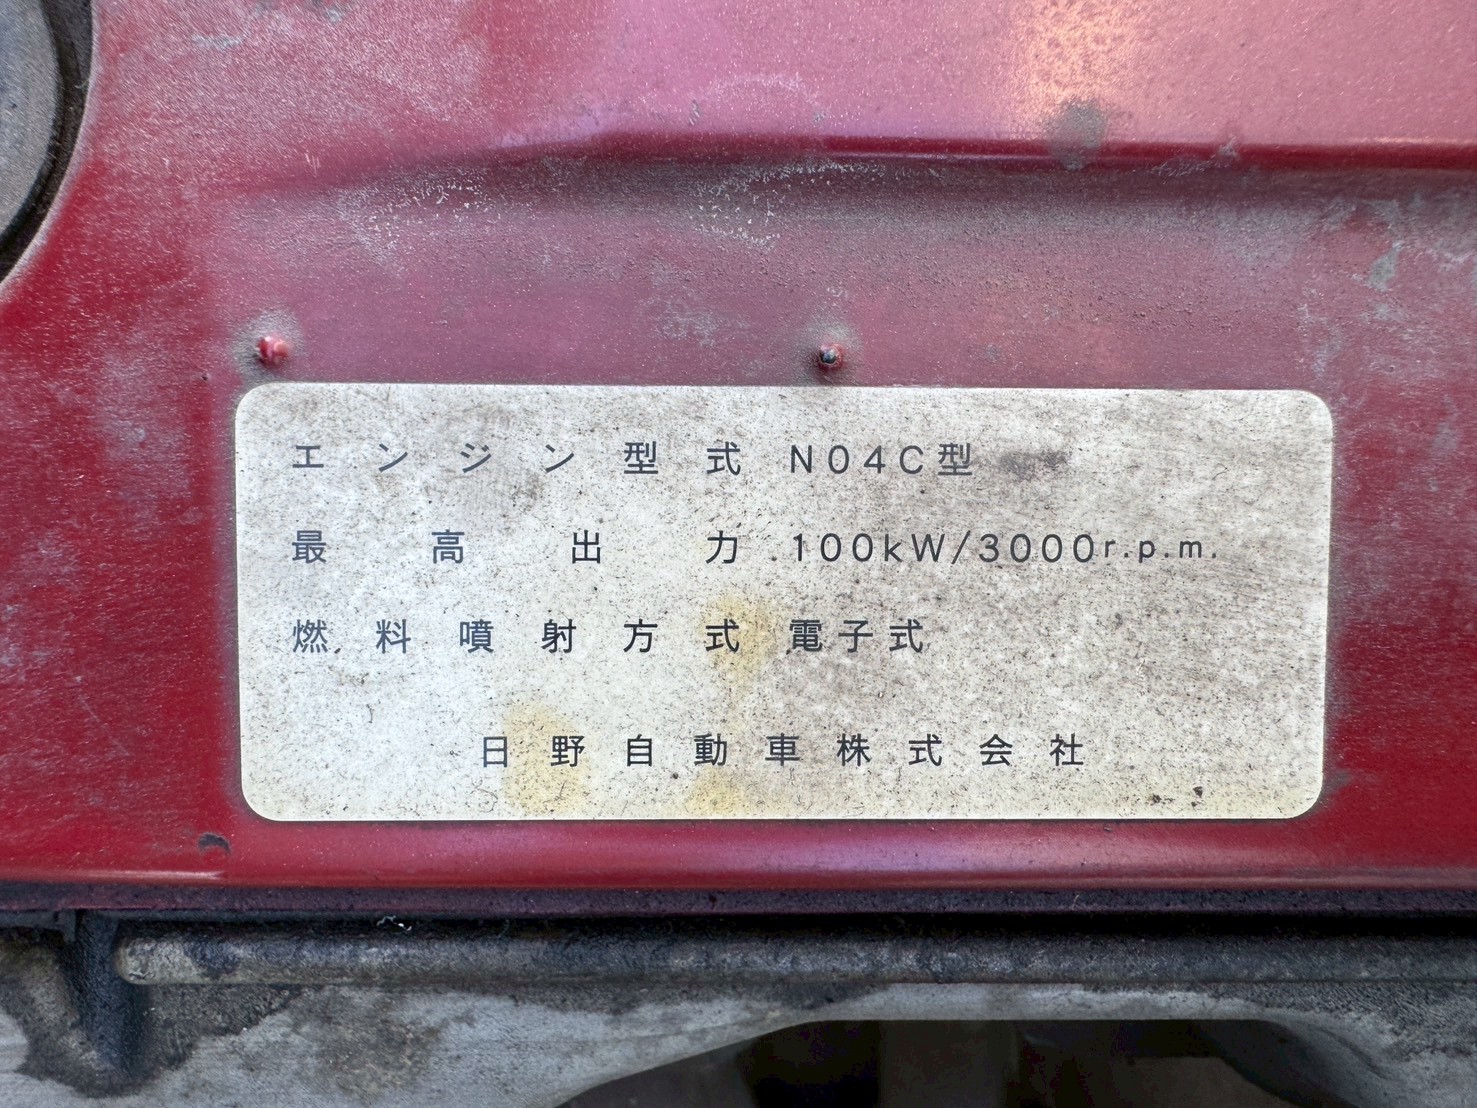 エンジン型式 N04C型
最高出力 100kW/3000r.p.m.
燃料噴射方式 電子式
日野自動車株式会社